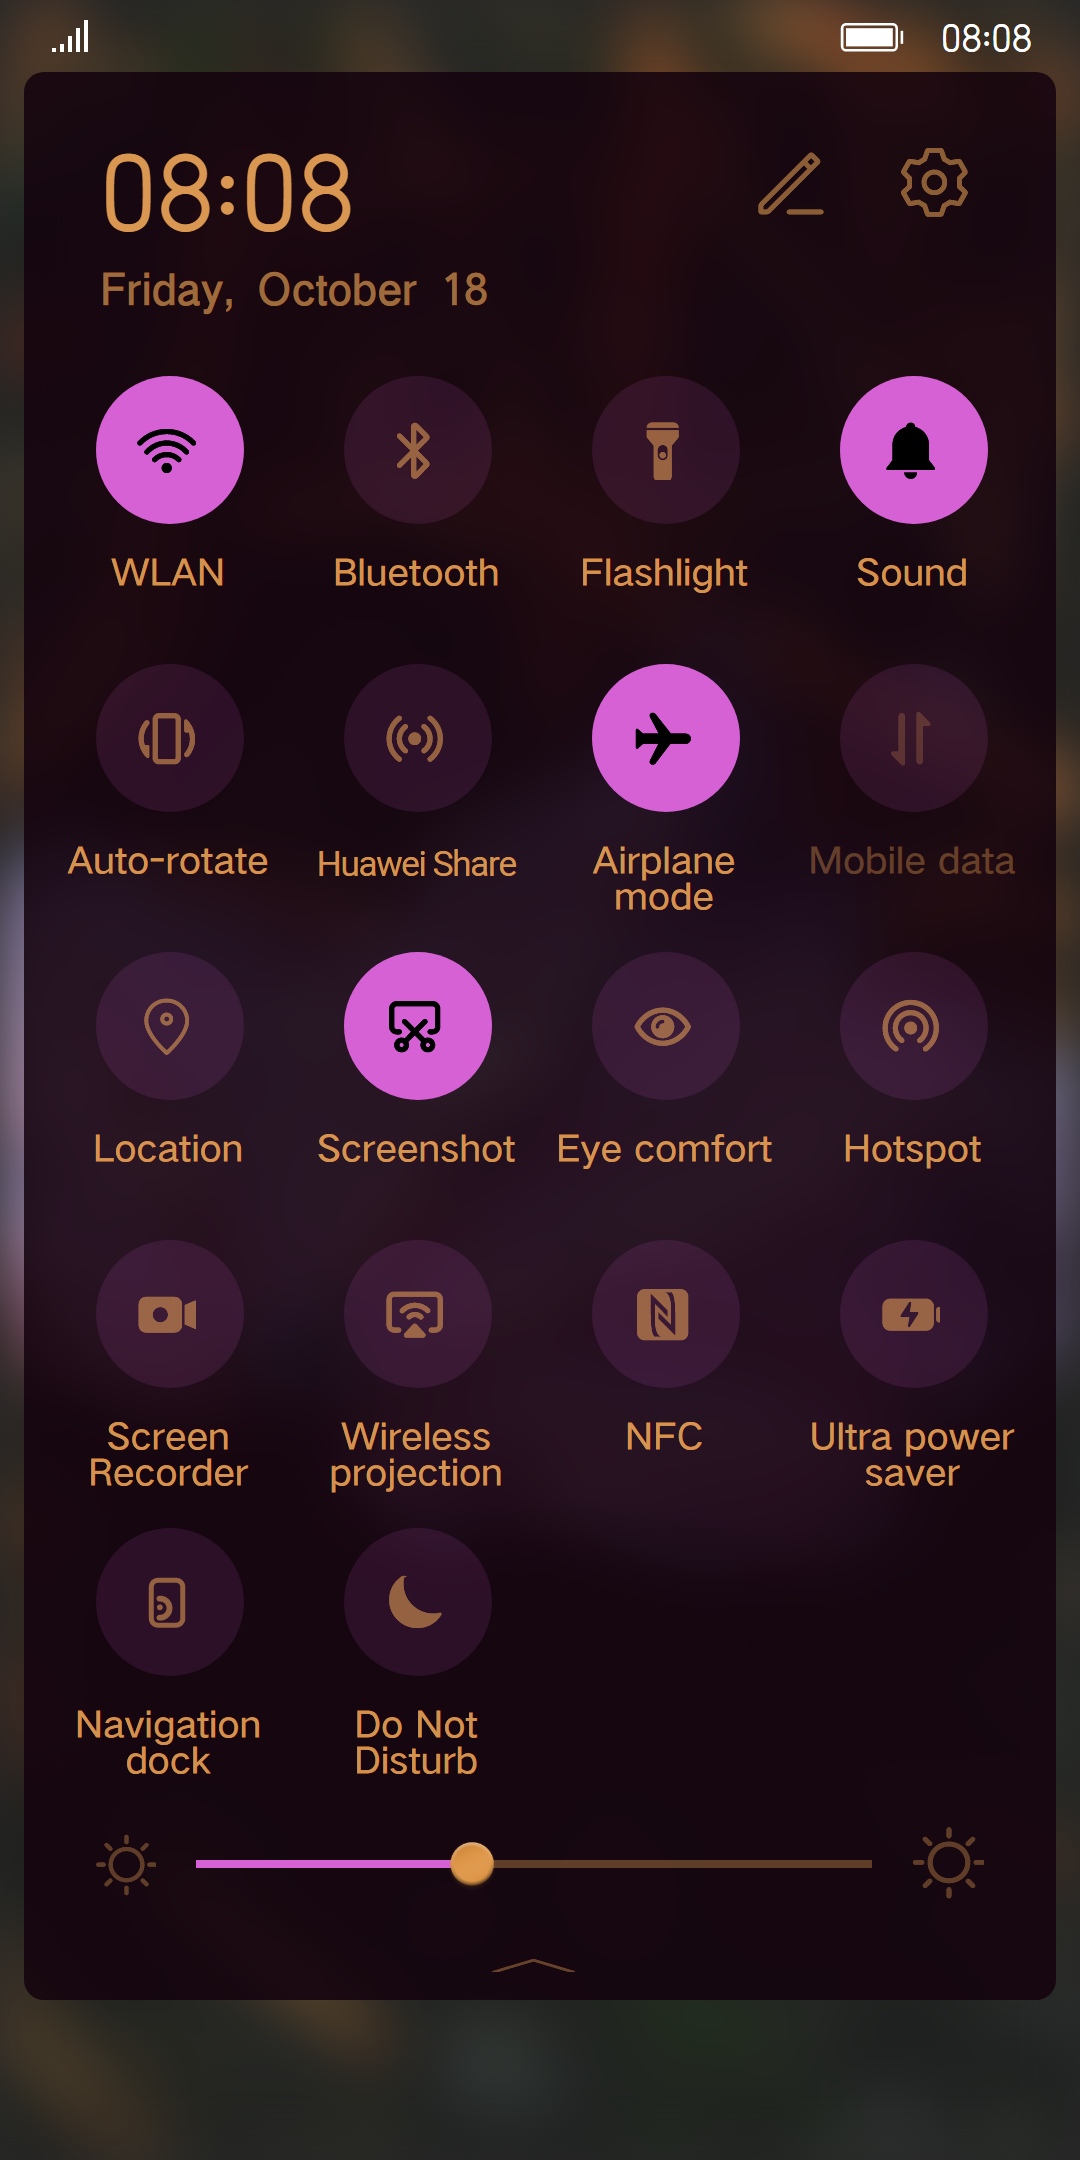 08:08
08:08
Friday, October 18
WLAN
Bluetooth
Flashlight
Sound
Auto-rotate
Huawei Share
Airplane
mode
Mobile data
Location
Screenshot
Eye comfort
Hotspot
Screen
Recorder
Wireless
projection
NFC
Ultra power
saver
Navigation
dock
Do Not
Disturb